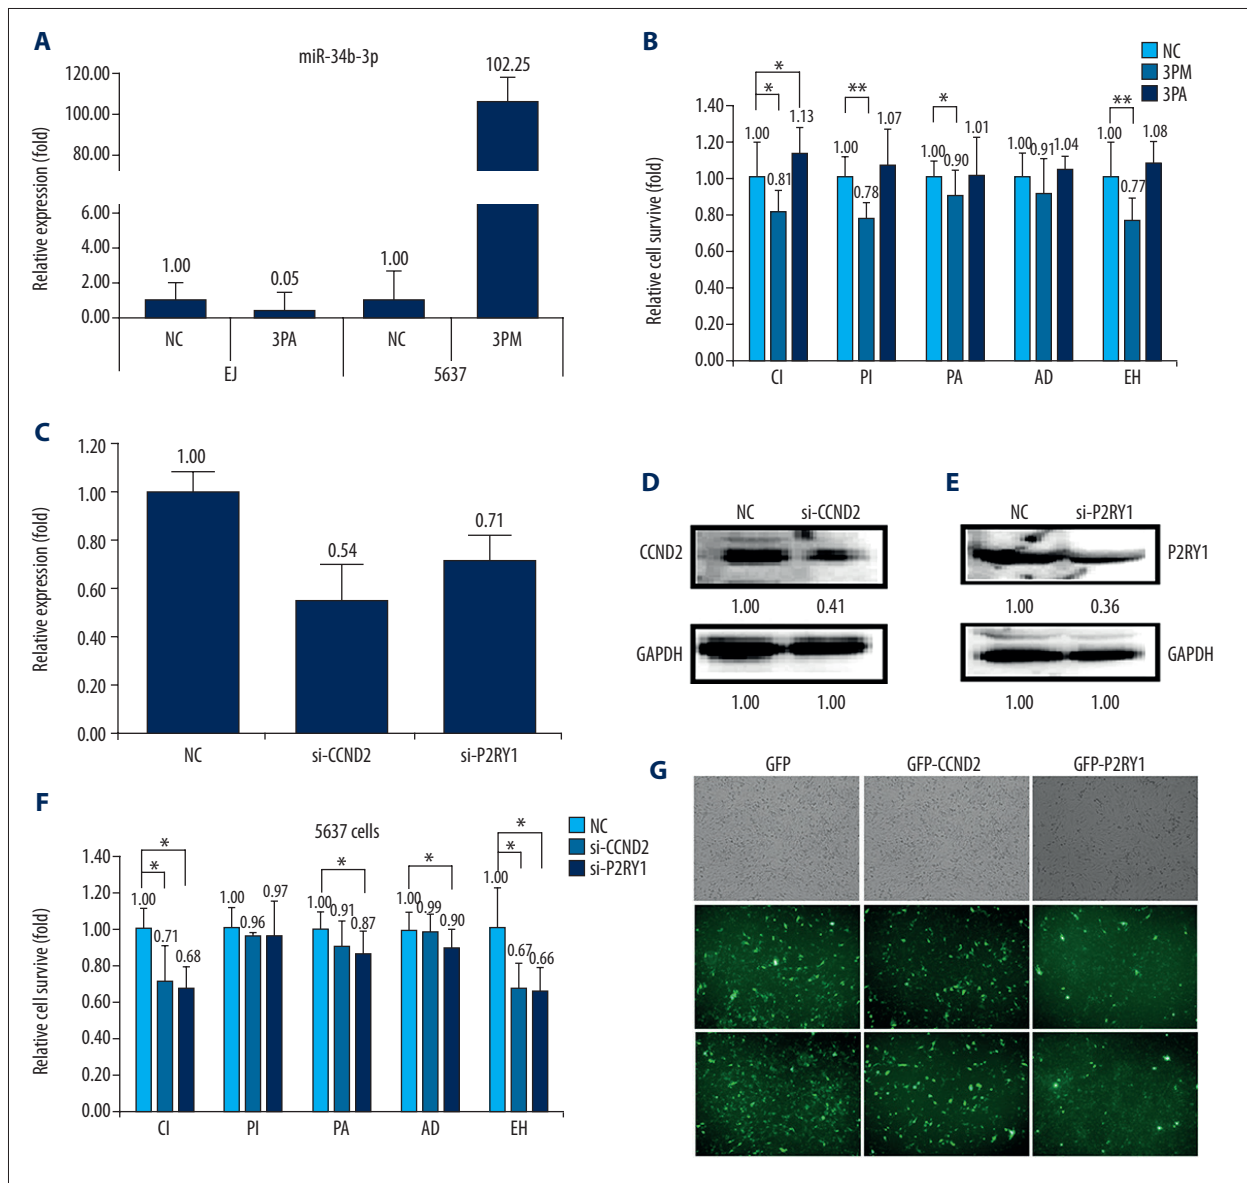 A
miR-34b-3p
Relative expression (fold)
120.00
100.00
80.00
6.00
4.00
2.00
0.00
1.00
0.05
1.00
102.25
NC
3PA
NC
3PM
EJ
5637
B
NC
3PM
3PA
Relative cell survive (fold)
1.40
1.20
1.00
0.80
0.60
0.40
0.20
0.00
* * ** * **
1.00 0.81 1.13
1.00 0.78 1.07
1.00 0.90 1.01
1.00 0.91 1.04
1.00 0.77 1.08
CI PI PA AD EH
C
Relative expression (fold)
1.20
1.00
0.80
0.60
0.40
0.20
0.00
1.00
0.54
0.71
NC si-CCND2 si-P2RY1
D
NC si-CCND2
CCND2
1.00 0.41
GAPDH
1.00 1.00
E
NC si-P2RY1
P2RY1
1.00 0.36
GAPDH
1.00 1.00
F
5637 cells
NC
si-CCND2
si-P2RY1
Relative cell survive (fold)
1.40
1.20
1.00
0.80
0.60
0.40
0.20
0.00
* * * * * *
1.00 0.71 0.68
1.00 0.96 0.97
1.00 0.91 0.87
1.00 0.99 0.90
1.00 0.67 0.66
CI PI PA AD EH
G
GFP GFP-CCND2 GFP-P2RY1